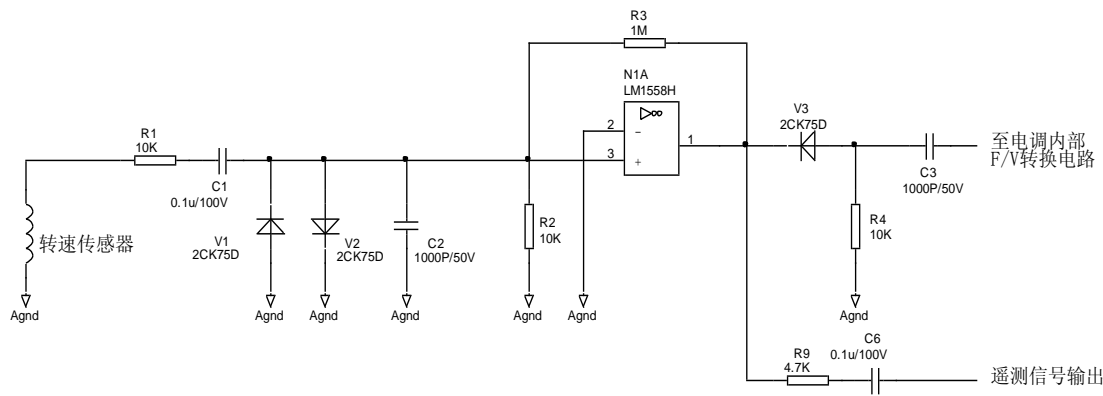 R3
1M
N1A
LM1558H
2
−
1
3
+
V3
2CK75D
至电调内部
F/V转换电路
C3
1000P/50V
R1
10K
C1
0.1u/100V
转速传感器
V1
2CK75D
V2
2CK75D
C2
1000P/50V
R2
10K
R4
10K
Agnd
Agnd
Agnd
Agnd
Agnd
Agnd
Agnd
R9
4.7K
C6
0.1u/100V
遥测信号输出